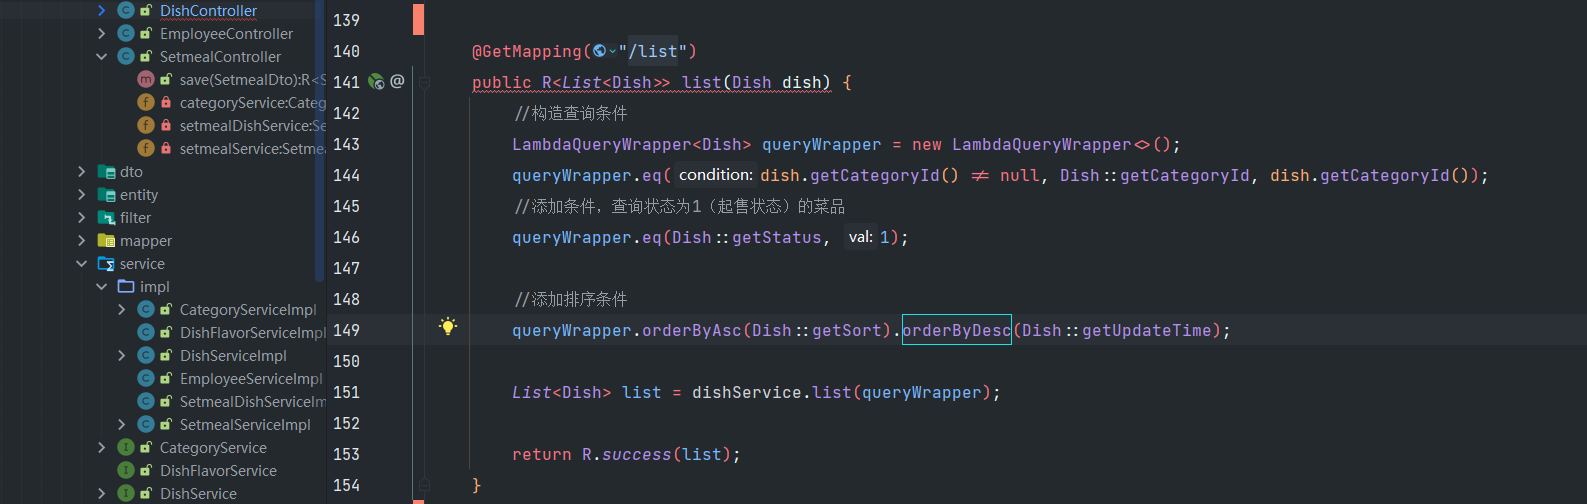 DishController
EmployeeController
SetmealController
save(SetmealDto):R<S
categoryService:Categ
setmealDishService:Se
setmealService:Setmea
dto
entity
filter
mapper
service
impl
CategoryServiceImpl
DishFlavorServiceImpl
DishServiceImpl
EmployeeServiceImpl
SetmealDishServiceIm
SetmealServiceImpl
CategoryService
DishFlavorService
DishService
139
140 @GetMapping("/list")
141 @ public R<List<Dish>> list(Dish dish) {
142 //构造查询条件
143 LambdaQueryWrapper<Dish> queryWrapper = new LambdaQueryWrapper<>();
144 queryWrapper.eq( condition: dish.getCategoryId() != null, Dish::getCategoryId, dish.getCategoryId());
145 //添加条件，查询状态为1（起售状态）的菜品
146 queryWrapper.eq(Dish::getStatus, val: 1);
147
148 //添加排序条件
149 queryWrapper.orderByAsc(Dish::getSort).orderByDesc(Dish::getUpdateTime);
150
151 List<Dish> list = dishService.list(queryWrapper);
152
153 return R.success(list);
154 }